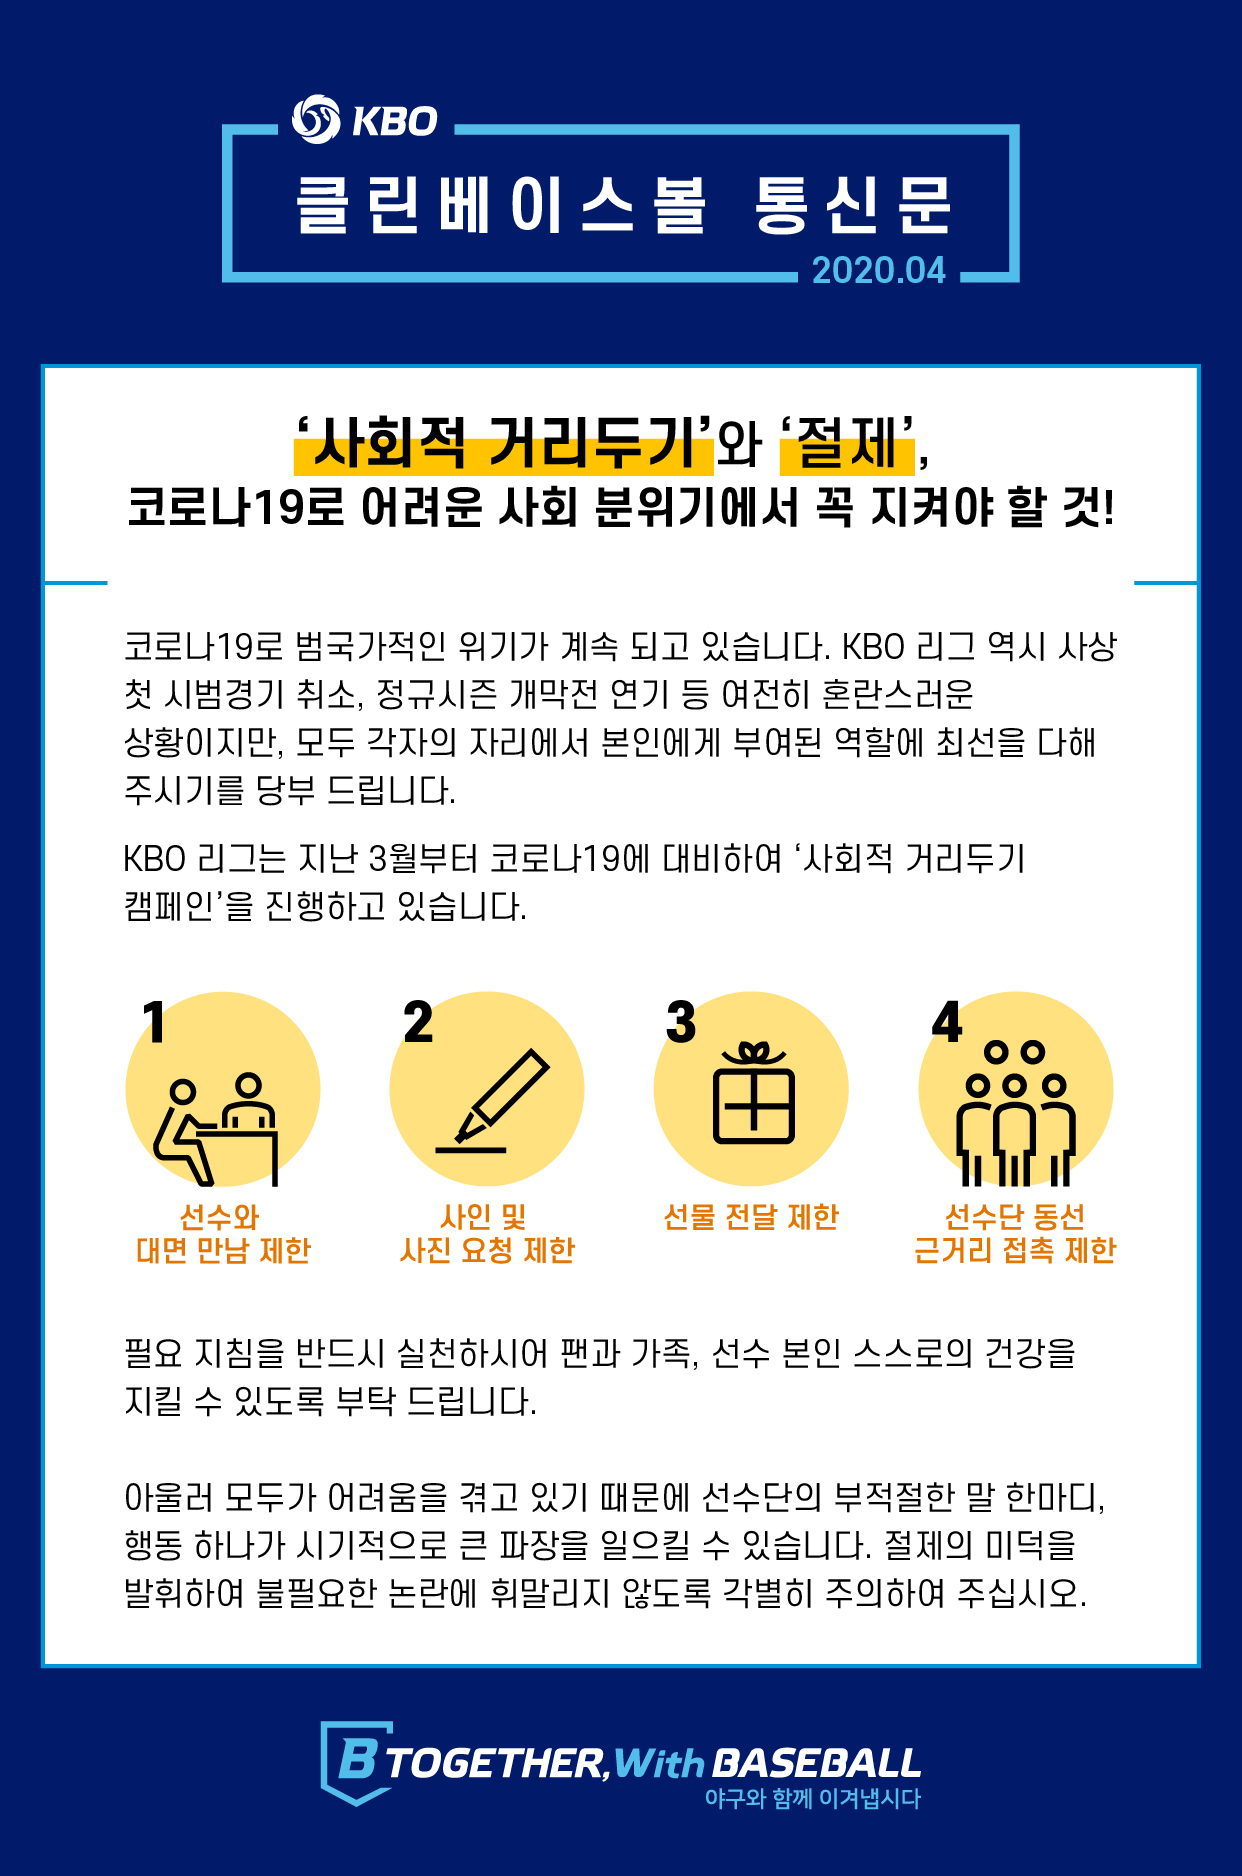 KBO
클린베이스볼 통신문
2020.04
‘사회적 거리두기’와 ‘절제’,
코로나19로 어려운 사회 분위기에서 꼭 지켜야 할 것!
코로나19로 범국가적인 위기가 계속 되고 있습니다. KBO 리그 역시 사상
첫 시범경기 취소, 정규시즌 개막전 연기 등 여전히 혼란스러운
상황이지만, 모두 각자의 자리에서 본인에게 부여된 역할에 최선을 다해
주시기를 당부 드립니다.
KBO 리그는 지난 3월부터 코로나19에 대비하여 ‘사회적 거리두기
캠페인’을 진행하고 있습니다.
1
선수와
대면 만남 제한
2
사인 및
사진 요청 제한
3
선물 전달 제한
4
선수단 동선
근거리 접촉 제한
필요 지침을 반드시 실천하시어 팬과 가족, 선수 본인 스스로의 건강을
지킬 수 있도록 부탁 드립니다.
아울러 모두가 어려움을 겪고 있기 때문에 선수단의 부적절한 말 한마디,
행동 하나가 시기적으로 큰 파장을 일으킬 수 있습니다. 절제의 미덕을
발휘하여 불필요한 논란에 휘말리지 않도록 각별히 주의하여 주십시오.
B TOGETHER, With BASEBALL
야구와 함께 이겨냅시다